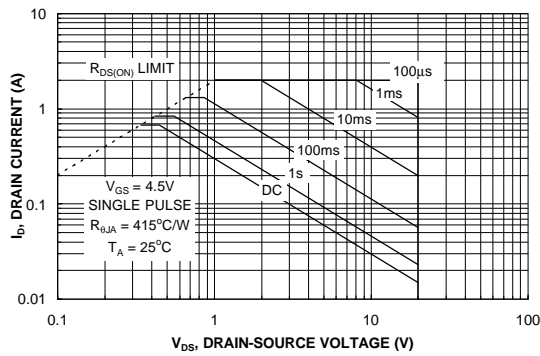 10
R_DS(ON) LIMIT
100µs
1ms
1
10ms
100ms
1s
V_GS = 4.5V
DC
SINGLE PULSE
0.1
R_θJA = 415°C/W
T_A = 25°C
0.01
0.1
1
10
100
I_D, DRAIN CURRENT (A)
V_DS, DRAIN-SOURCE VOLTAGE (V)